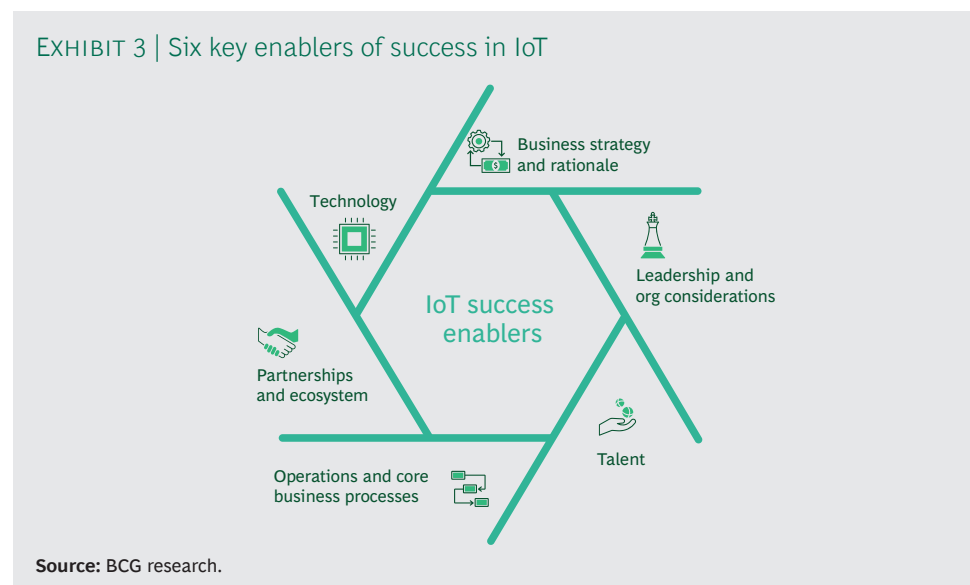 EXHIBIT 3 | Six key enablers of success in IoT
Business strategy
and rationale
Technology
Leadership and
org considerations
IoT success
enablers
Partnerships
and ecosystem
Talent
Operations and core
business processes
$
Source: BCG research.